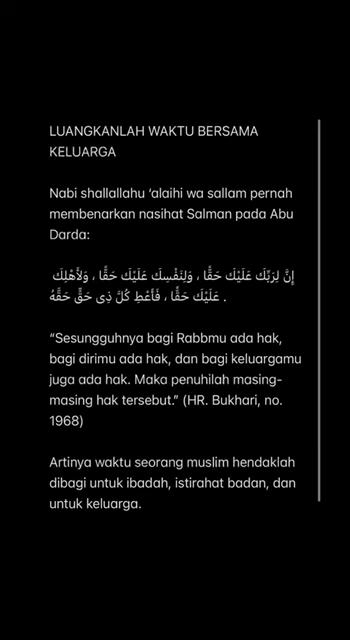 LUANGKANLAH WAKTU BERSAMA
KELUARGA
Nabi shallallahu ‘alaihi wa sallam pernah
membenarkan nasihat Salman pada Abu
Darda:
إِنَّ لِرَبِّكَ عَلَيْكَ حَقًّا ، وَلِنَفْسِكَ عَلَيْكَ حَقًّا ، وَلأَهْلِكَ
عَلَيْكَ حَقًّا ، فَأَعْطِ كُلَّ ذِى حَقٍّ حَقَّهُ .
“Sesungguhnya bagi Rabbmu ada hak,
bagi dirimu ada hak, dan bagi keluargamu
juga ada hak. Maka penuhilah masing-
masing hak tersebut.” (HR. Bukhari, no.
1968)
Artinya waktu seorang muslim hendaklah
dibagi untuk ibadah, istirahat badan, dan
untuk keluarga.